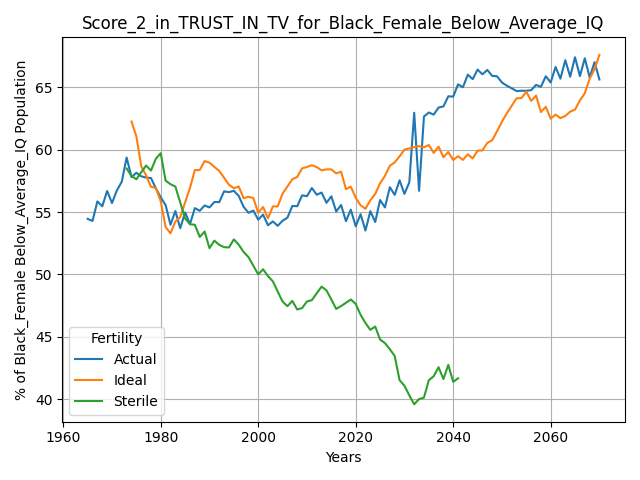 Score_2_in_TRUST_IN_TV_for_Black_Female_Below_Average_IQ
% of Black_Female Below_Average_IQ Population
65
60
55
50
45
40
Fertility
Actual
Ideal
Sterile
1960 1980 2000 2020 2040 2060
Years